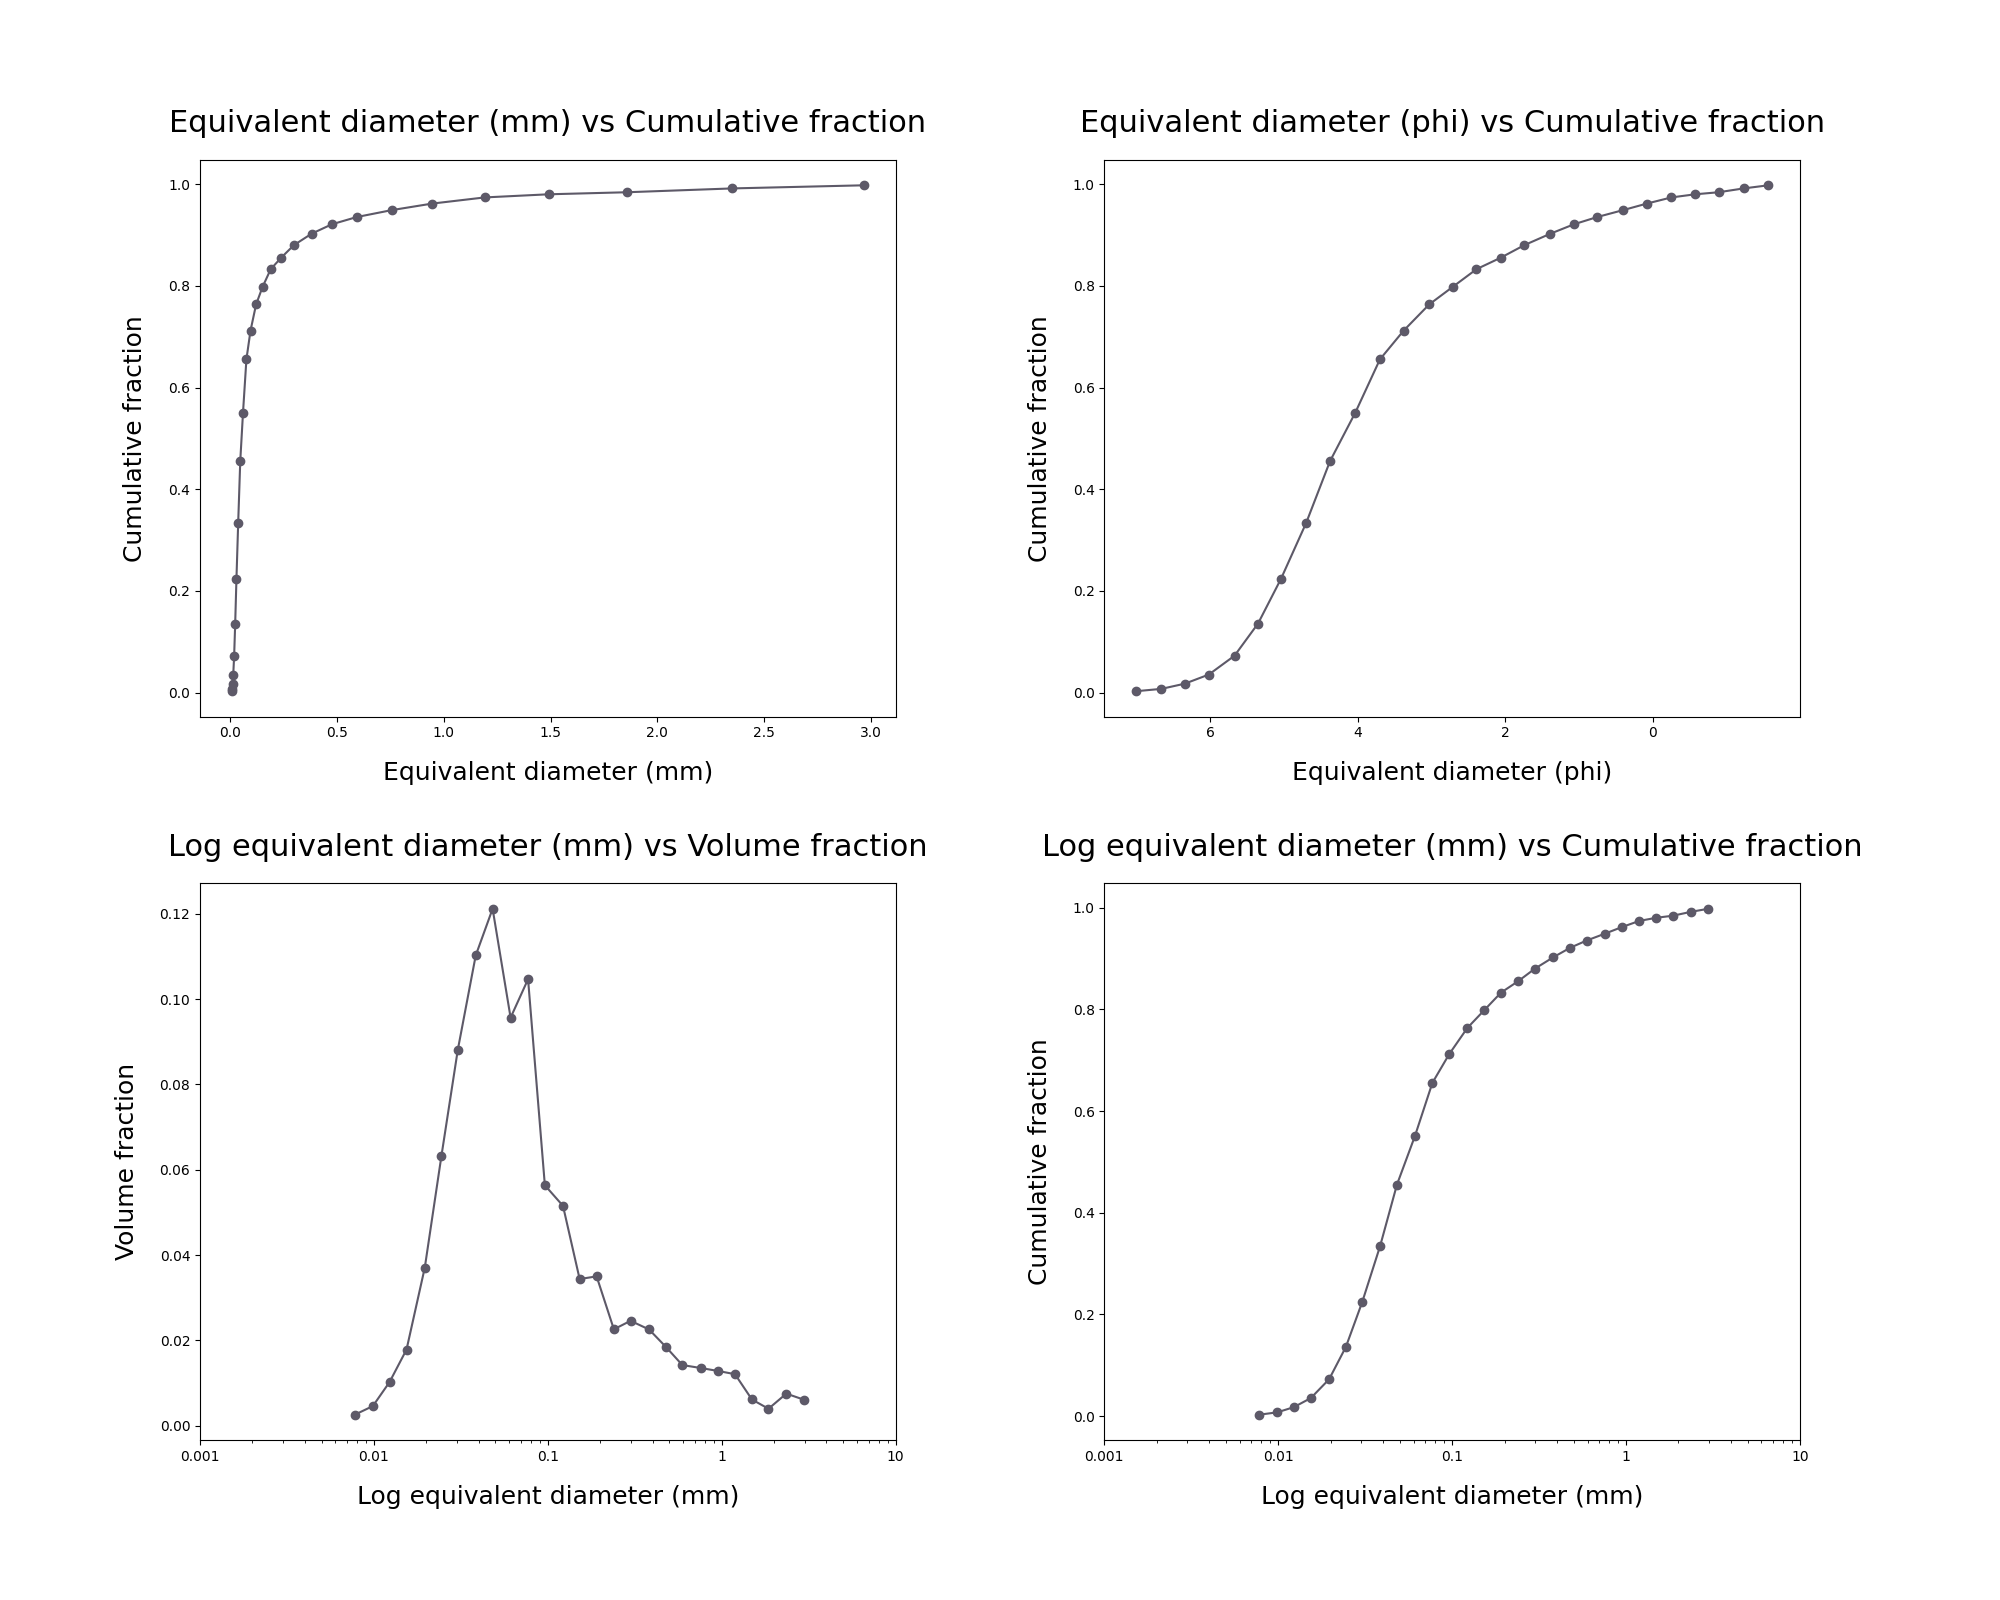 Equivalent diameter (mm) vs Cumulative fraction
Cumulative fraction
1.0
0.8
0.6
0.4
0.2
0.0
0.0 0.5 1.0 1.5 2.0 2.5 3.0
Equivalent diameter (mm)
Equivalent diameter (phi) vs Cumulative fraction
Cumulative fraction
1.0
0.8
0.6
0.4
0.2
0.0
6 4 2 0
Equivalent diameter (phi)
Log equivalent diameter (mm) vs Volume fraction
Volume fraction
0.12
0.10
0.08
0.06
0.04
0.02
0.00
0.001 0.01 0.1 1 10
Log equivalent diameter (mm)
Log equivalent diameter (mm) vs Cumulative fraction
Cumulative fraction
1.0
0.8
0.6
0.4
0.2
0.0
0.001 0.01 0.1 1 10
Log equivalent diameter (mm)